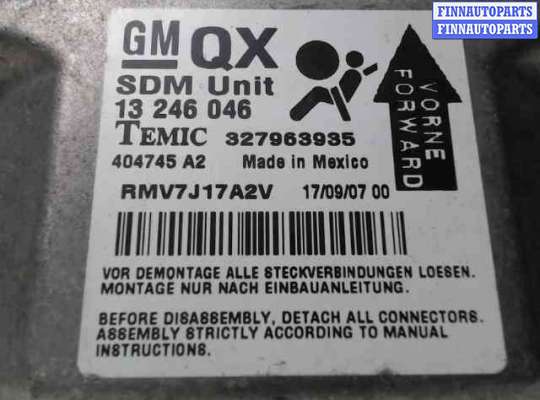 FINNAUTOPARTS
FINNAUTOPARTS
GM QX
SDM Unit
13 246 046
TEMIC 327963935
404745 A2 Made in Mexico
VORNE
FORWARD
RMV7J17A2V 17/09/07 00
VOR DEMONTAGE ALLE STECKVERBINDUNGEN LOESEN.
MONTAGE NUR NACH EINBAUANLEITUNG.
BEFORE DISASSEMBLY, DETACH ALL CONNECTORS.
ASSEMBLY STRICTLY ACCORDING TO MANUAL
INSTRUCTIONS.